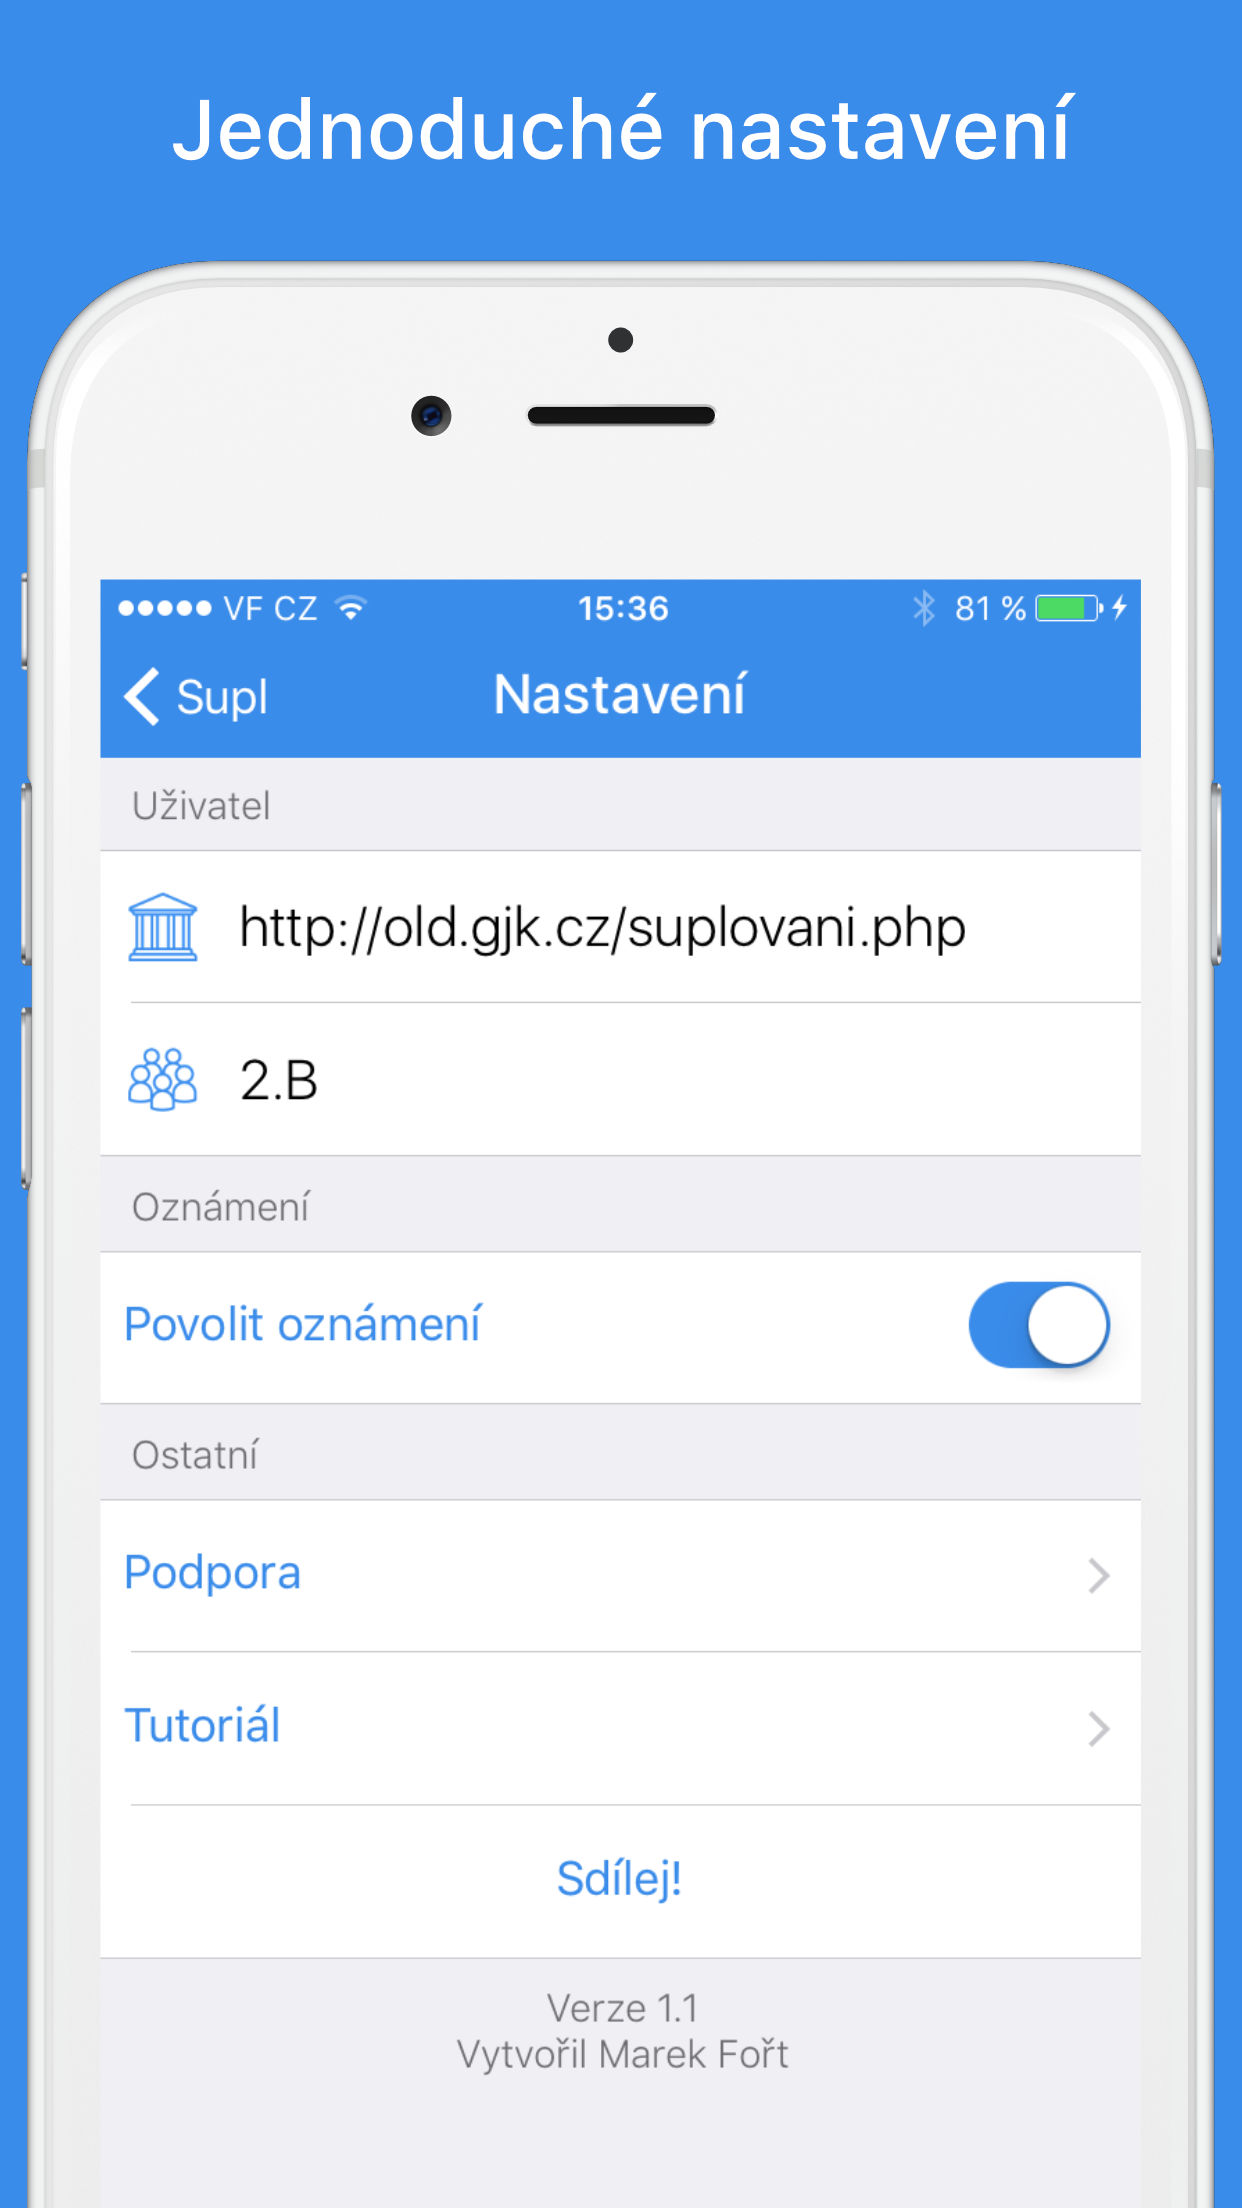 Jednoduché nastavení
VF CZ 15:36 81 %
Supl Nastavení
Uživatel
http://old.gjk.cz/suplovani.php
2.B
Oznámení
Povolit oznámení
Ostatní
Podpora
Tutoriál
Sdílej!
Verze 1.1
Vytvořil Marek Fořt